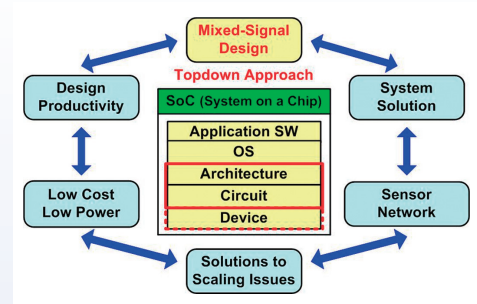 Mixed-Signal
Design
Topdown Approach
Design
Productivity
SoC (System on a Chip)
System
Solution
Application SW
OS
Architecture
Circuit
Device
Low Cost
Low Power
Sensor
Network
Solutions to
Scaling Issues